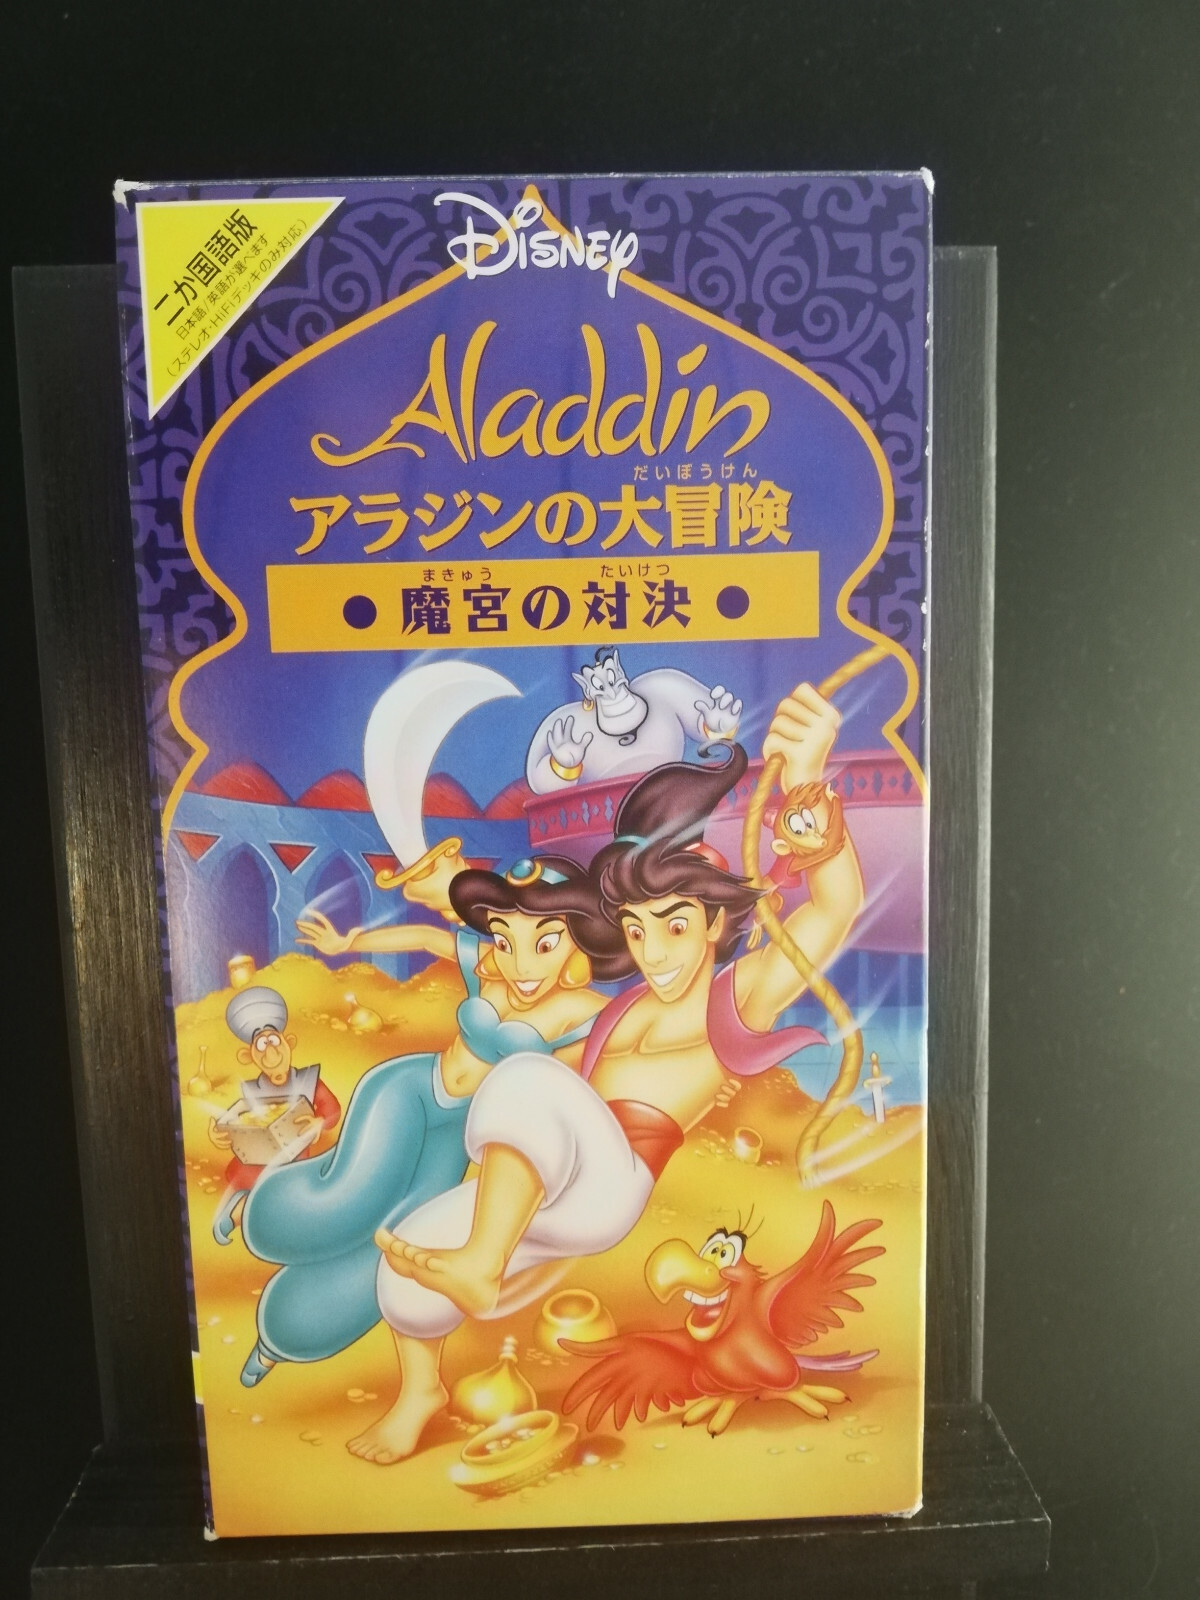 二か国語版
日本語/英語が選べます
(ステレオ・HiFiデッキのみ対応)
DISNEY
Aladdin
だいぼうけん
アラジンの大冒険
まきゅう たいけつ
●魔宮の対決●